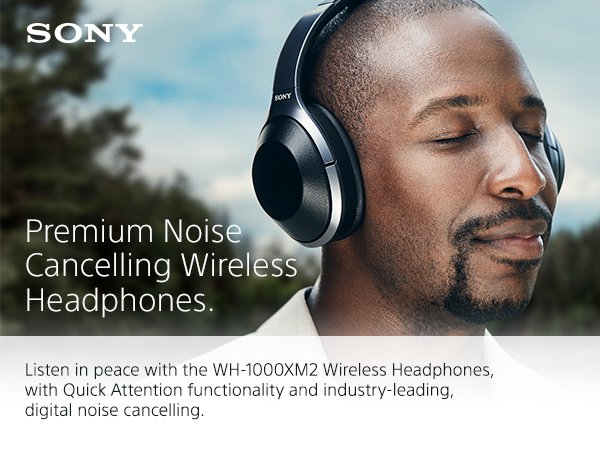 SONY
SONY
Premium Noise
Cancelling Wireless
Headphones.
Listen in peace with the WH-1000XM2 Wireless Headphones,
with Quick Attention functionality and industry-leading,
digital noise cancelling.